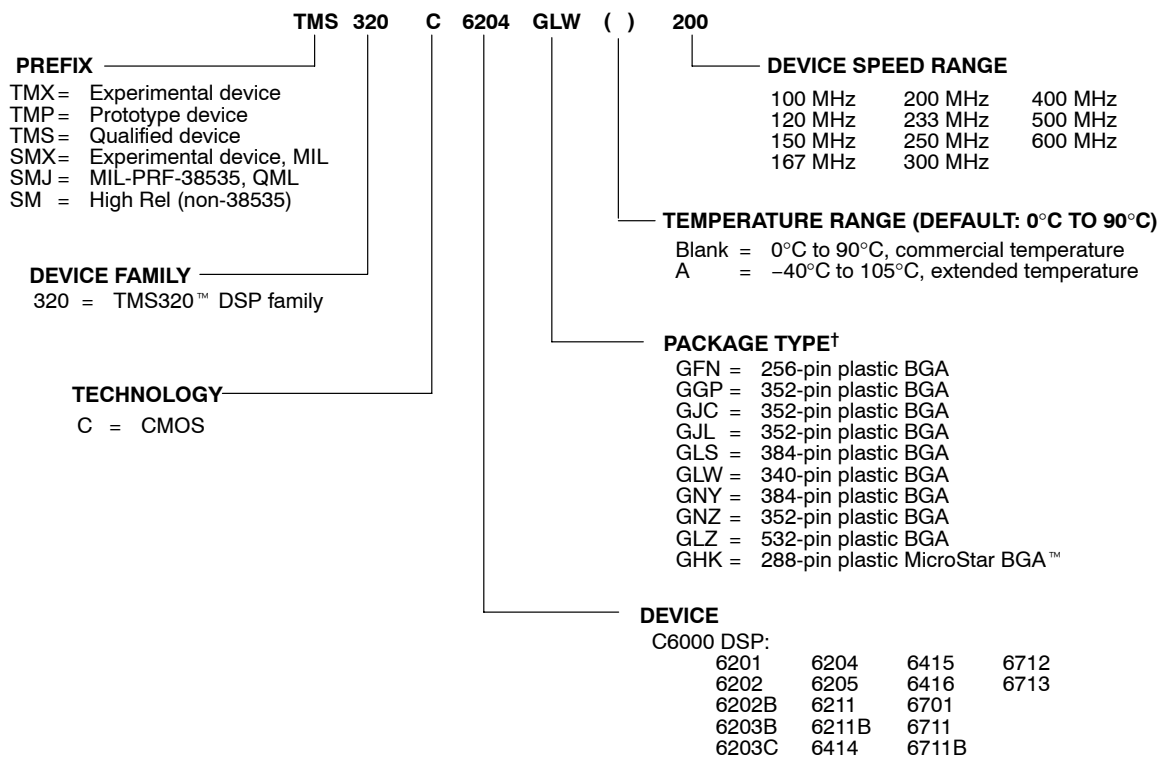 TMS 320 C 6204 GLW ( ) 200
PREFIX
TMX = Experimental device
TMP = Prototype device
TMS = Qualified device
SMX = Experimental device, MIL
SMJ = MIL-PRF-38535, QML
SM = High Rel (non-38535)
DEVICE SPEED RANGE
100 MHz 200 MHz 400 MHz
120 MHz 233 MHz 500 MHz
150 MHz 250 MHz 600 MHz
167 MHz 300 MHz
TEMPERATURE RANGE (DEFAULT: 0°C TO 90°C)
Blank = 0°C to 90°C, commercial temperature
A = −40°C to 105°C, extended temperature
DEVICE FAMILY
320 = TMS320™ DSP family
PACKAGE TYPE†
GFN = 256-pin plastic BGA
GGP = 352-pin plastic BGA
GJC = 352-pin plastic BGA
GJL = 352-pin plastic BGA
GLS = 384-pin plastic BGA
GLW = 340-pin plastic BGA
GNY = 384-pin plastic BGA
GNZ = 352-pin plastic BGA
GLZ = 532-pin plastic BGA
GHK = 288-pin plastic MicroStar BGA™
TECHNOLOGY
C = CMOS
DEVICE
C6000 DSP:
6201 6204 6415 6712
6202 6205 6416 6713
6202B 6211 6701
6203B 6211B 6711
6203C 6414 6711B